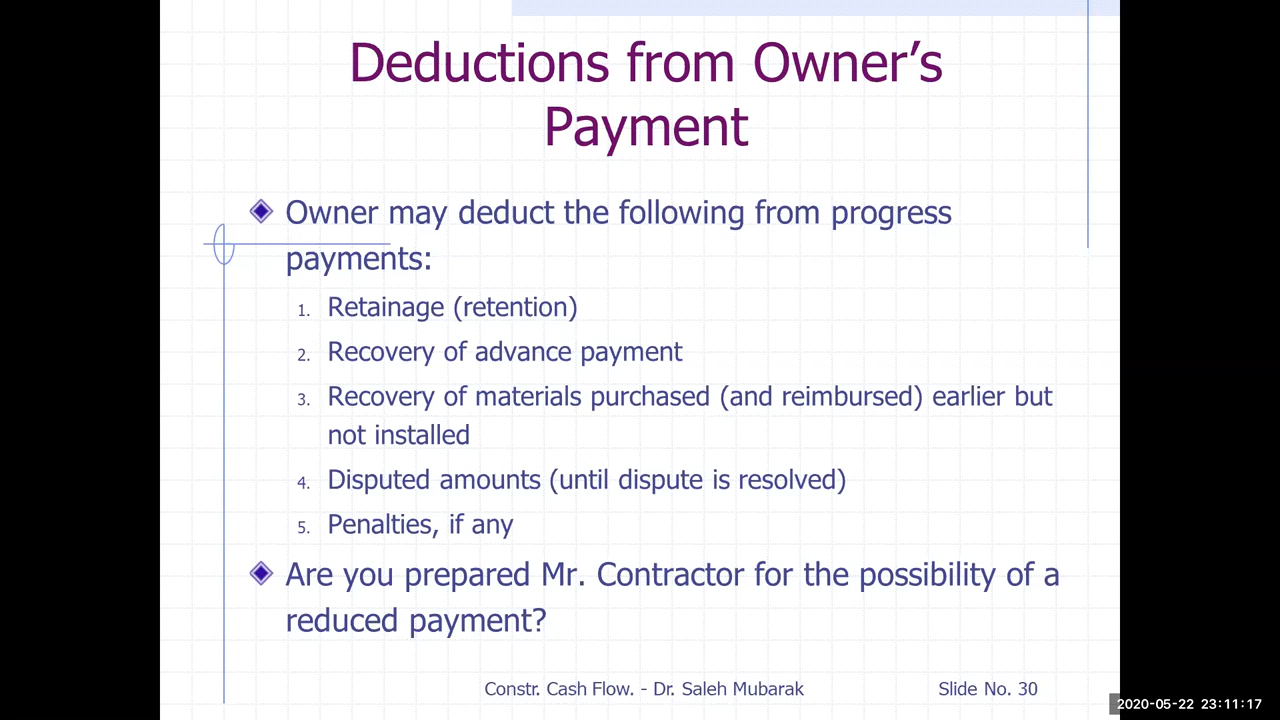 Deductions from Owner’s
Payment
Owner may deduct the following from progress
payments:
1. Retainage (retention)
2. Recovery of advance payment
3. Recovery of materials purchased (and reimbursed) earlier but
not installed
4. Disputed amounts (until dispute is resolved)
5. Penalties, if any
Are you prepared Mr. Contractor for the possibility of a
reduced payment?
Constr. Cash Flow. - Dr. Saleh Mubarak
Slide No. 30
2020-05-22 23:11:17